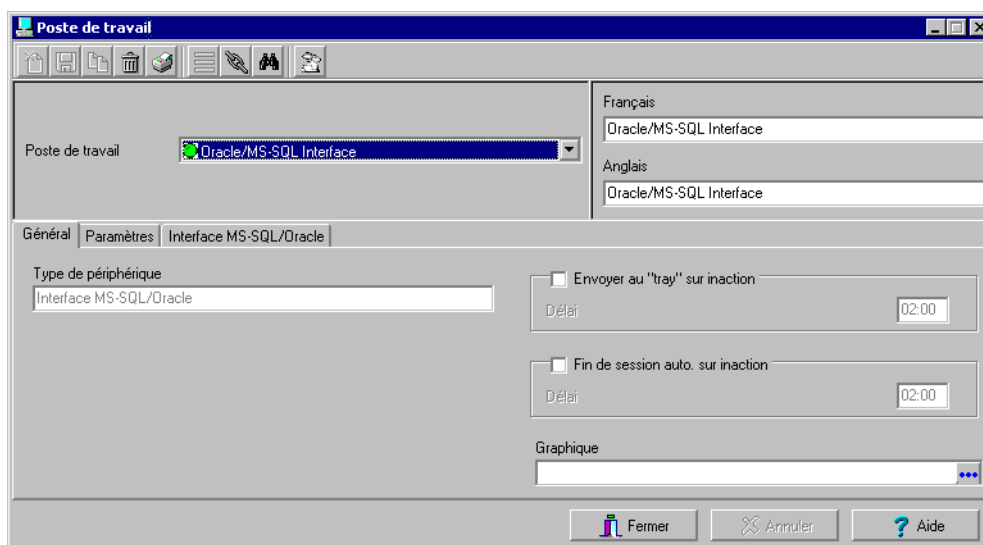 Poste de travail
Français
Oracle/MS-SQL Interface
Poste de travail
Oracle/MS-SQL Interface
Anglais
Oracle/MS-SQL Interface
Général Paramètres Interface MS-SQL/Oracle
Type de périphérique
Interface MS-SQL/Oracle
Envoyer au "tray" sur inaction
Délai 02:00
Fin de session auto. sur inaction
Délai 02:00
Graphique
Fermer Annuler Aide